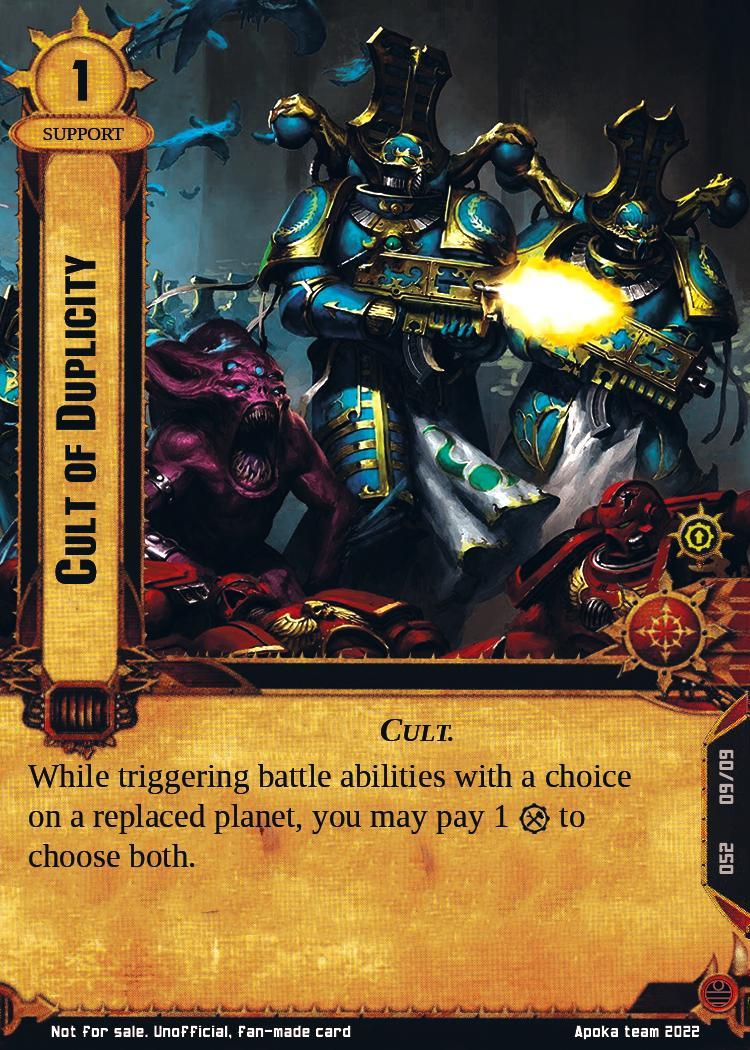 1
SUPPORT
CULT OF DUPLICITY
CULT.
While triggering battle abilities with a choice
on a replaced planet, you may pay 1 to
choose both.
09/09
052
Not for sale. Unofficial, fan-made card
Apoka team 2022